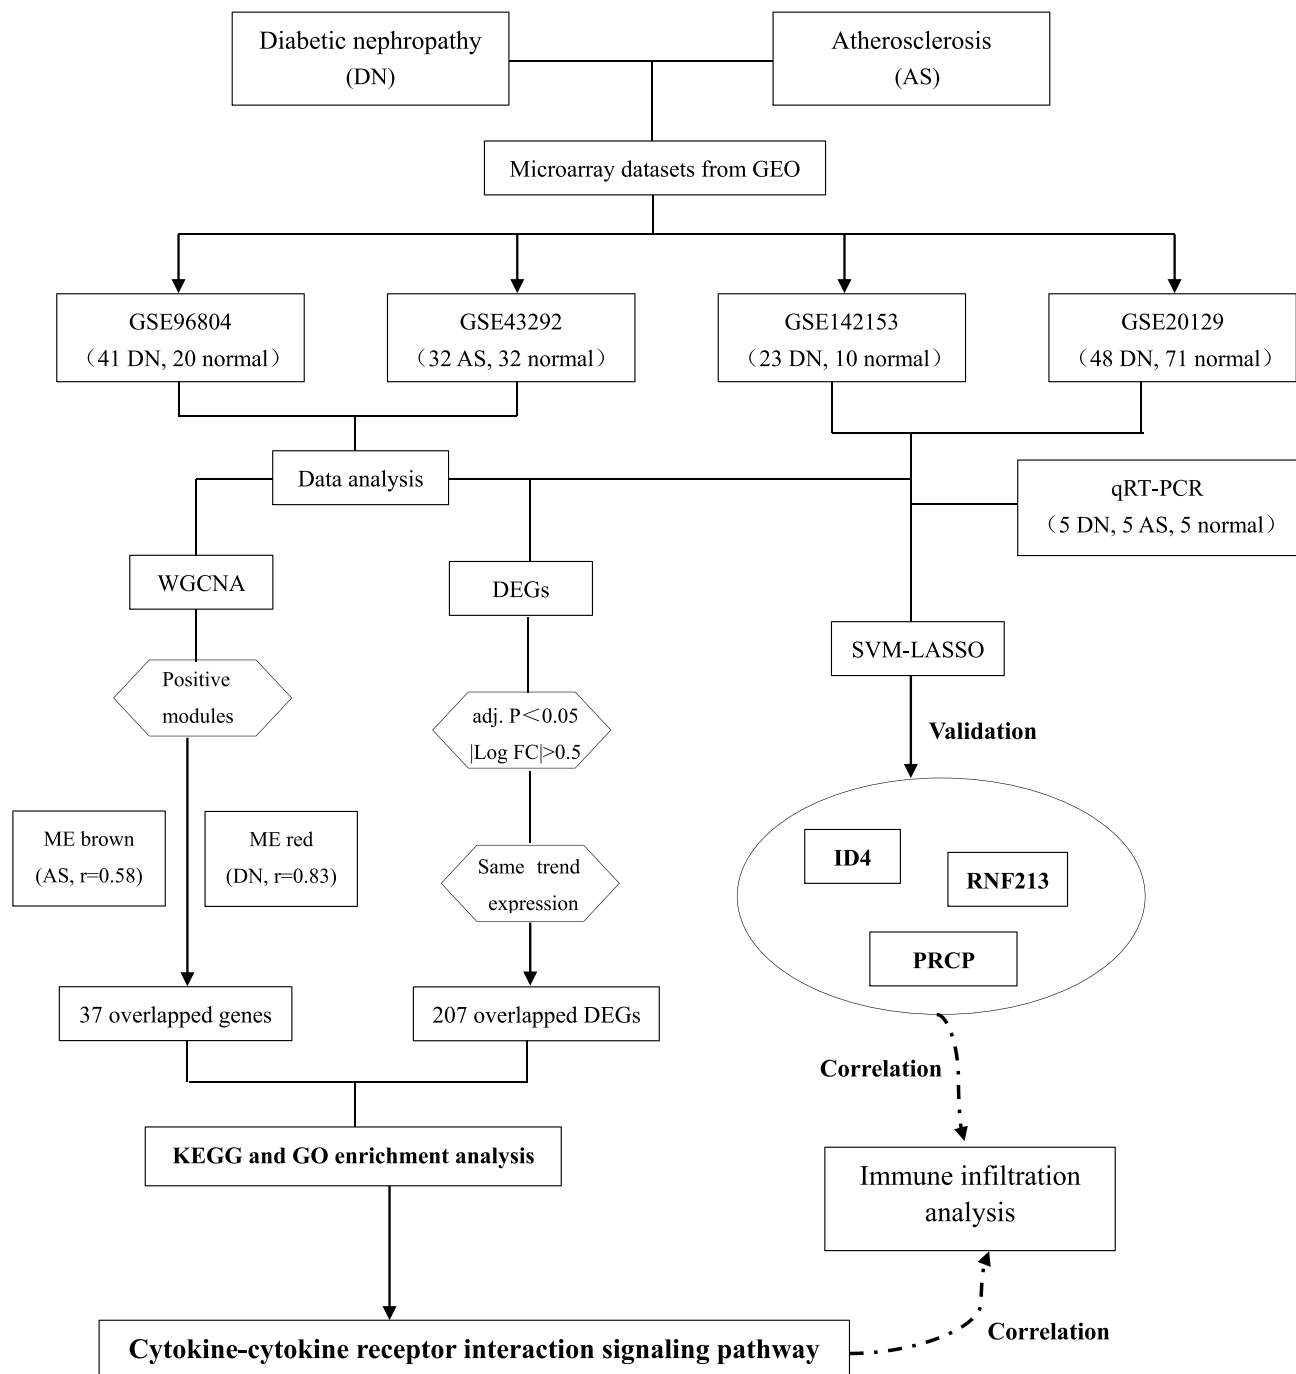 Diabetic nephropathy
(DN)
Atherosclerosis
(AS)
Microarray datasets from GEO
GSE96804
（41 DN, 20 normal）
GSE43292
（32 AS, 32 normal）
GSE142153
（23 DN, 10 normal）
GSE20129
（48 DN, 71 normal）
Data analysis
qRT-PCR
（5 DN, 5 AS, 5 normal）
WGCNA
DEGs
SVM-LASSO
Positive
modules
adj. P＜0.05
|Log FC|>0.5
Validation
ME brown
(AS, r=0.58)
ME red
(DN, r=0.83)
Same trend
expression
ID4
RNF213
PRCP
37 overlapped genes
207 overlapped DEGs
Correlation
KEGG and GO enrichment analysis
Immune infiltration
analysis
Cytokine-cytokine receptor interaction signaling pathway
Correlation